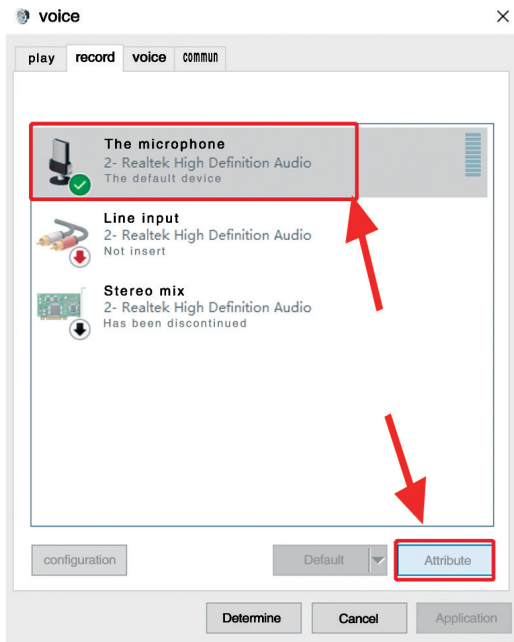 voice
play record voice commun
The microphone
2- Realtek High Definition Audio
The default device
Line input
2- Realtek High Definition Audio
Not insert
Stereo mix
2- Realtek High Definition Audio
Has been discontinued
configuration Default Attribute
Determine Cancel Application